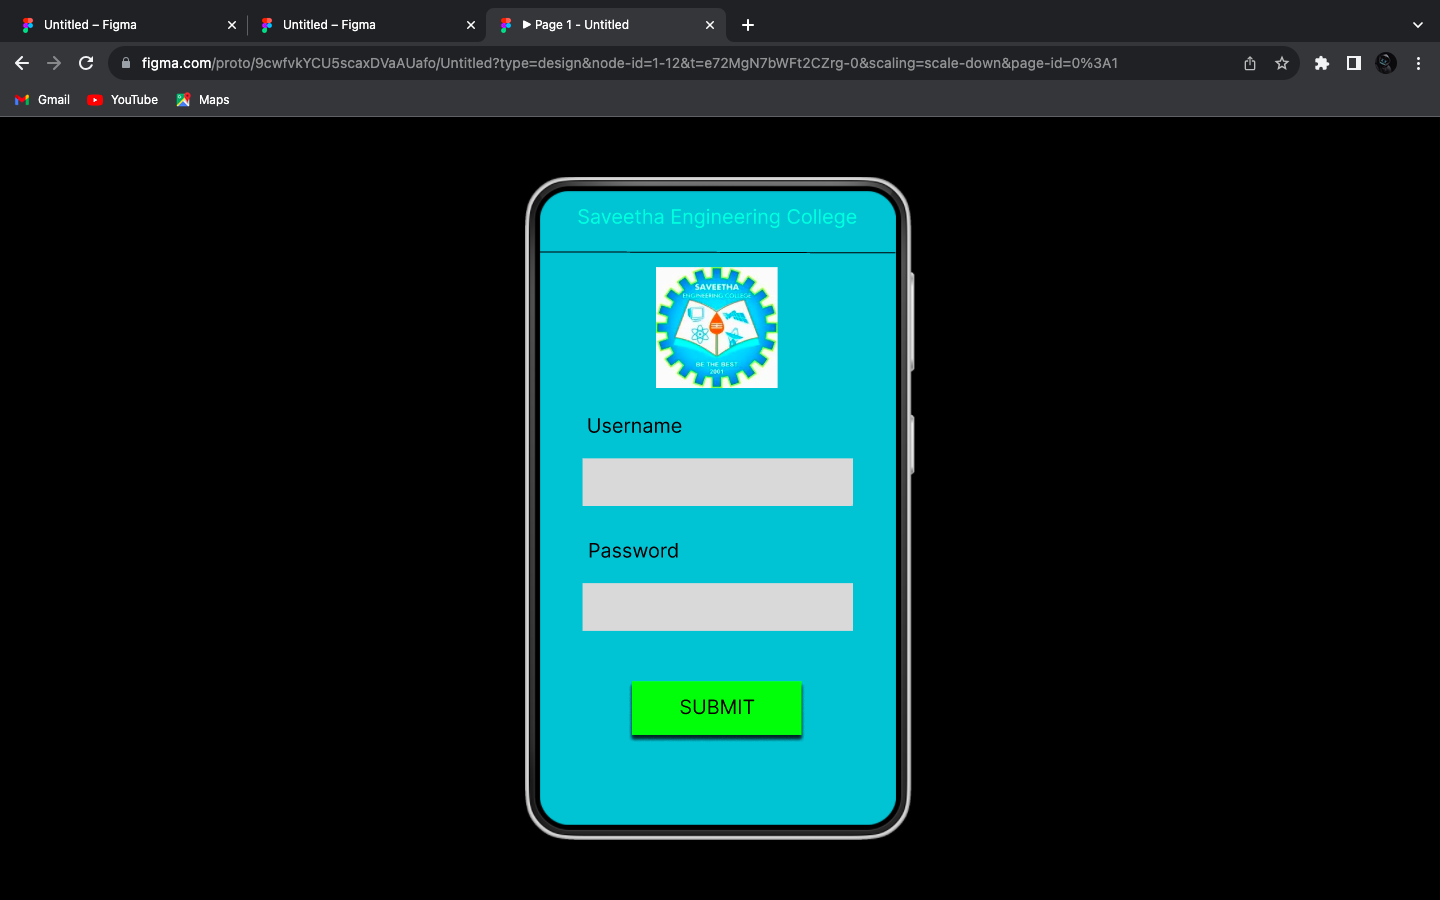 Untitled – Figma
Untitled – Figma
Page 1 - Untitled
figma.com/proto/9cwfvkYCU5scaxDVaAUafo/Untitled?type=design&node-id=1-12&t=e72MgN7bWFt2CZrg-0&scaling=scale-down&page-id=0%3A1
Gmail
YouTube
Maps
Saveetha Engineering College
SAVEETHA
ENGINEERING COLLEGE
BE THE BEST
2001
Username
Password
SUBMIT